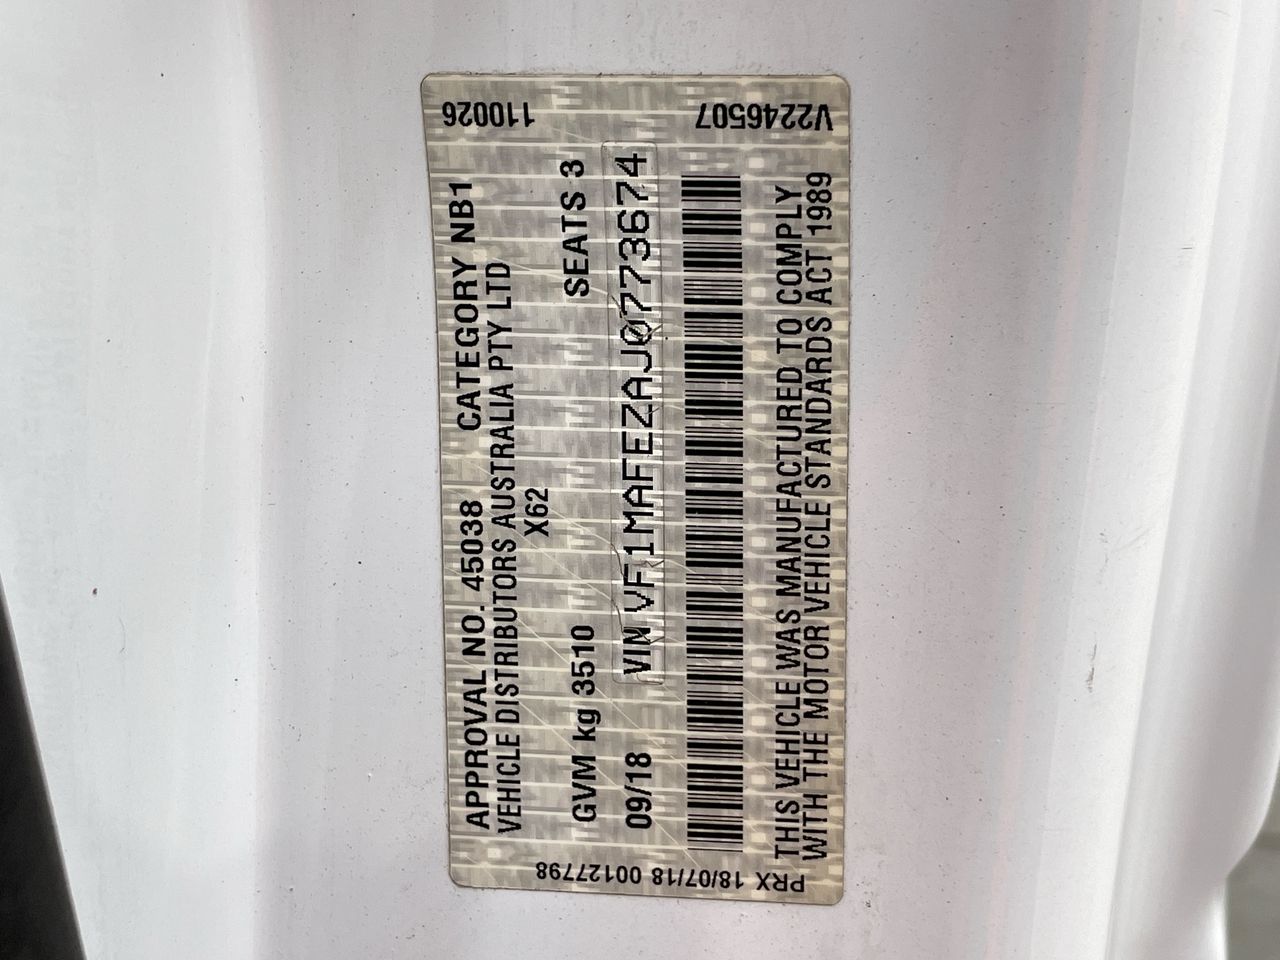 APPROVAL NO. 45038 CATEGORY NB1
VEHICLE DISTRIBUTORS AUSTRALIA PTY LTD
X62
GVM kg 3510 SEATS 3
09/18 VIN VF1MAFEZAJ0773674
THIS VEHICLE WAS MANUFACTURED TO COMPLY
WITH THE MOTOR VEHICLE STANDARDS ACT 1989
V2246507 110026
PRX 18/07/18 00127798